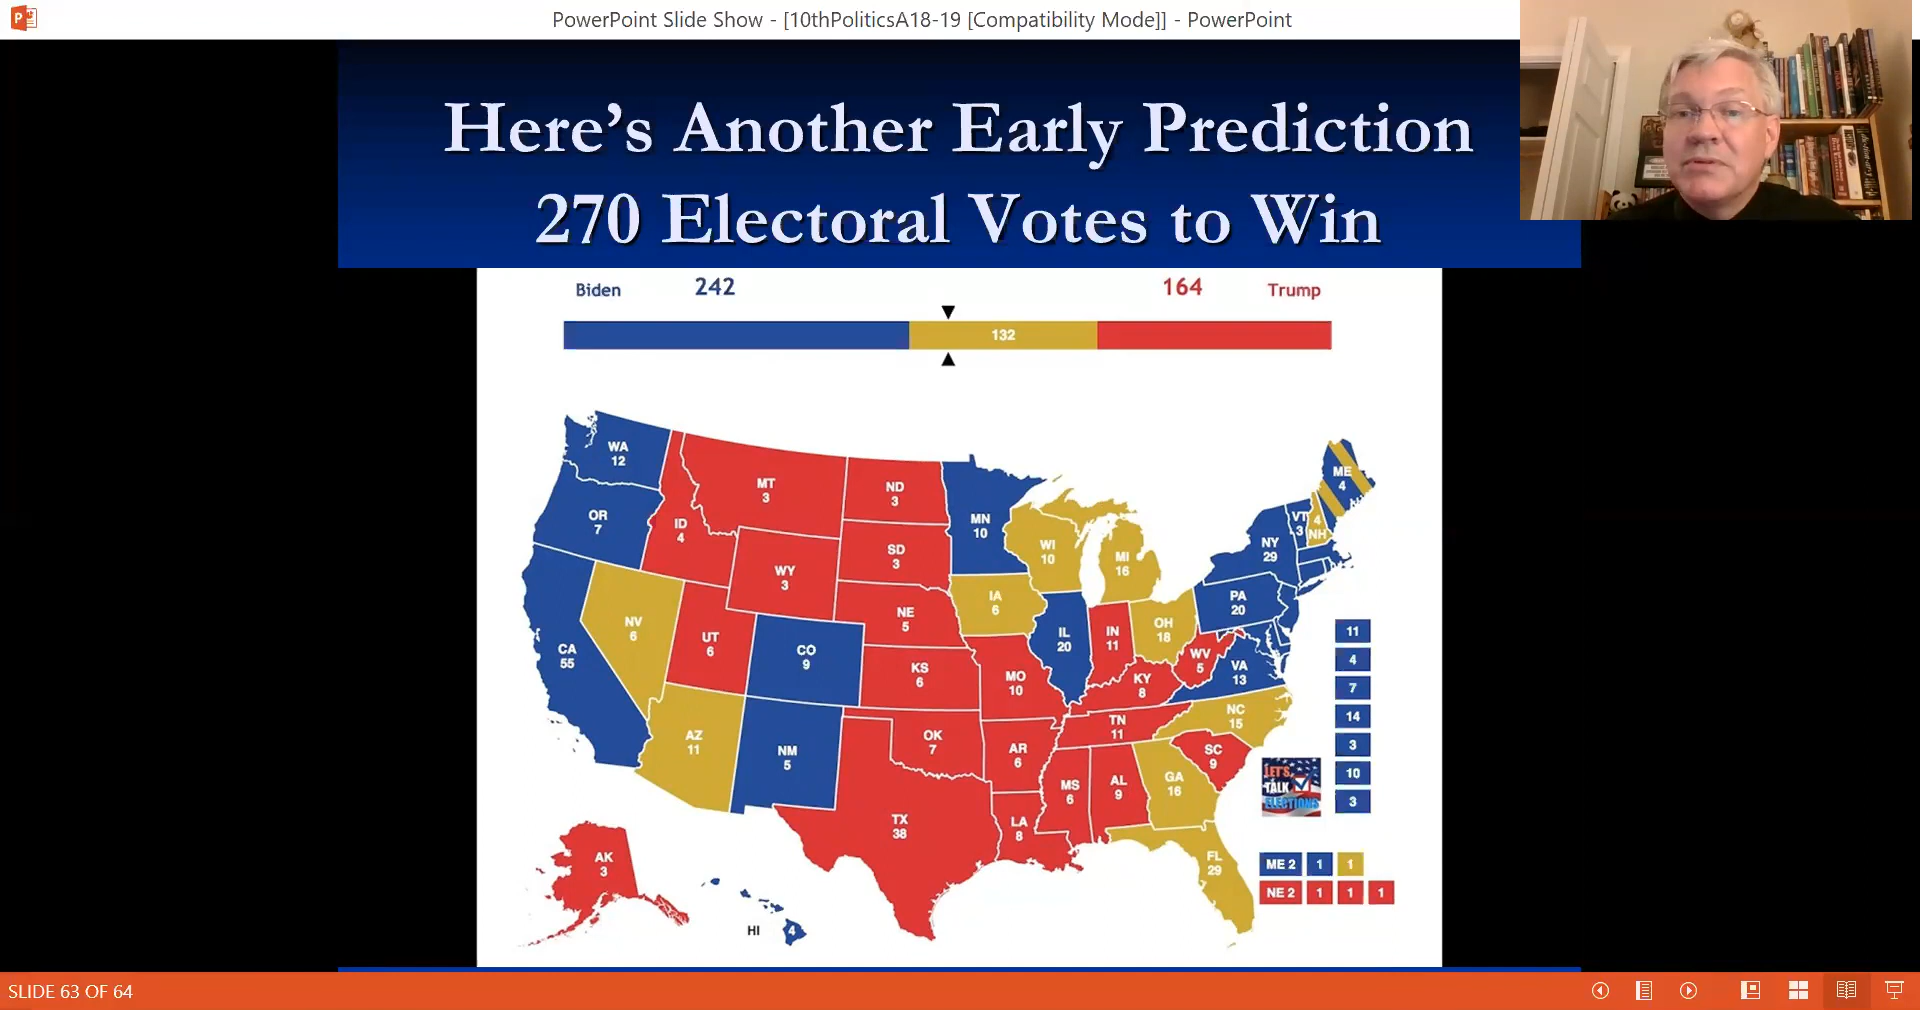 PowerPoint Slide Show - [10thPoliticsA18-19 [Compatibility Mode]] - PowerPoint
Here's Another Early Prediction
270 Electoral Votes to Win
Biden 242 164 Trump
132
WA
12
OR
7
CA
55
NV
6
ID
4
MT
3
WY
3
UT
6
AZ
11
CO
9
NM
5
ND
3
SD
3
NE
5
KS
6
OK
7
TX
38
MN
10
IA
6
MO
10
AR
6
LA
8
WI
10
IL
20
MI
16
IN
11
OH
18
KY
8
TN
11
MS
6
AL
9
GA
16
FL
29
SC
9
NC
15
VA
13
WV
5
PA
20
NY
29
VT
3
4
NH
ME
4
11
4
7
14
3
10
3
LET'S
TALK
ELECTIONS
AK
3
HI 4
ME 2 1 1
NE 2 1 1 1
SLIDE 63 OF 64